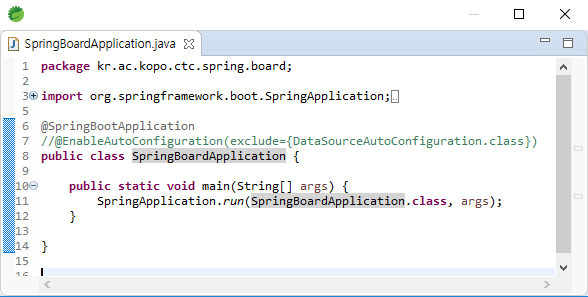 SpringBoardApplication.java
1 package kr.ac.kopo.ctc.spring.board;
2
3 import org.springframework.boot.SpringApplication;
5
6 @SpringBootApplication
7 //@EnableAutoConfiguration(exclude={DataSourceAutoConfiguration.class})
8 public class SpringBoardApplication {
9
10 public static void main(String[] args) {
11 SpringApplication.run(SpringBoardApplication.class, args);
12 }
13
14 }
15
16